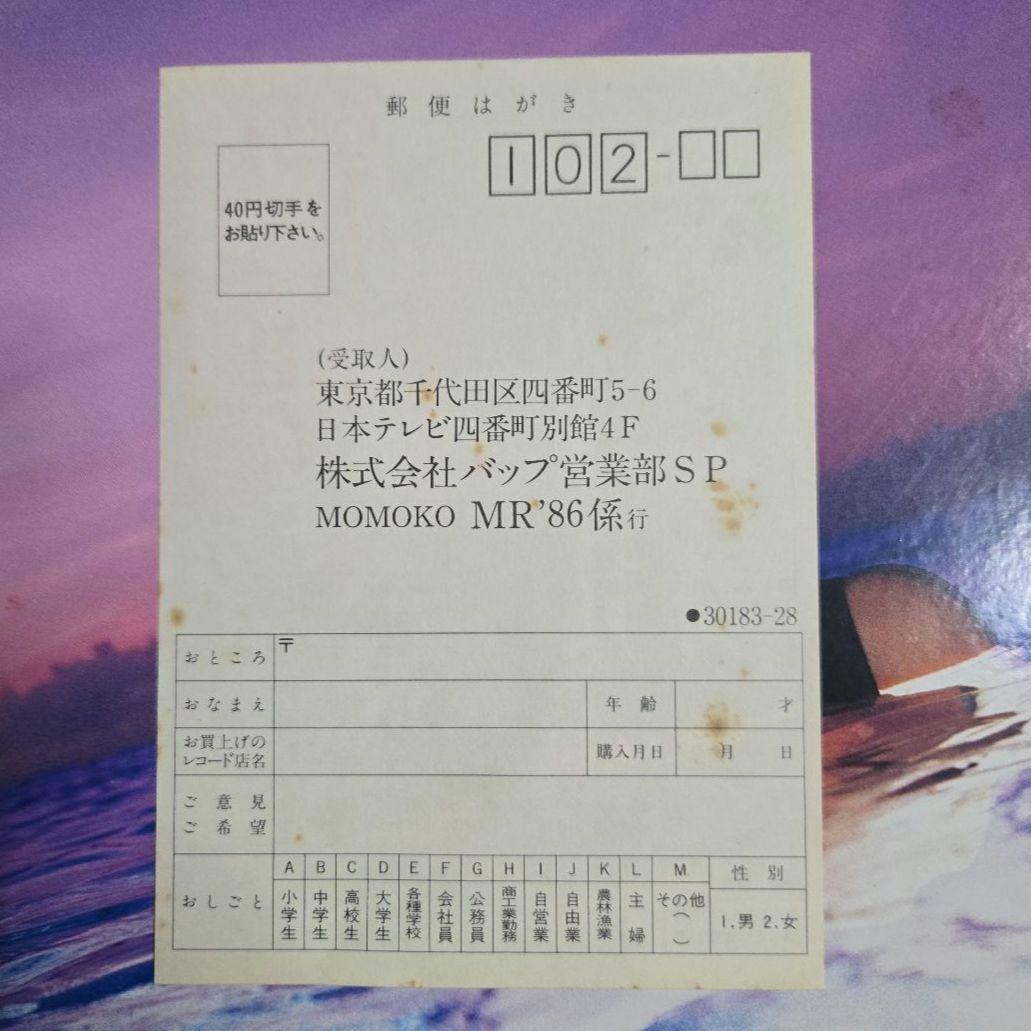 郵便はがき
102-
40円切手を
お貼り下さい。
(受取人)
東京都千代田区四番町5-6
日本テレビ四番町別館4F
株式会社バップ営業部SP
MOMOKO MR'86係行
●30183-28
おところ 〒
おなまえ 年齢 才
お買上げの
レコード店名 購入月日 月 日
ご意見
ご希望
おしごと
A 小学生
B 中学生
C 高校生
D 大学生
E 各種学校
F 会社員
G 公務員
H 商工業勤務
I 自営業
J 自由業
K 農林漁業
L 主婦
M その他( )
性別
1.男 2.女